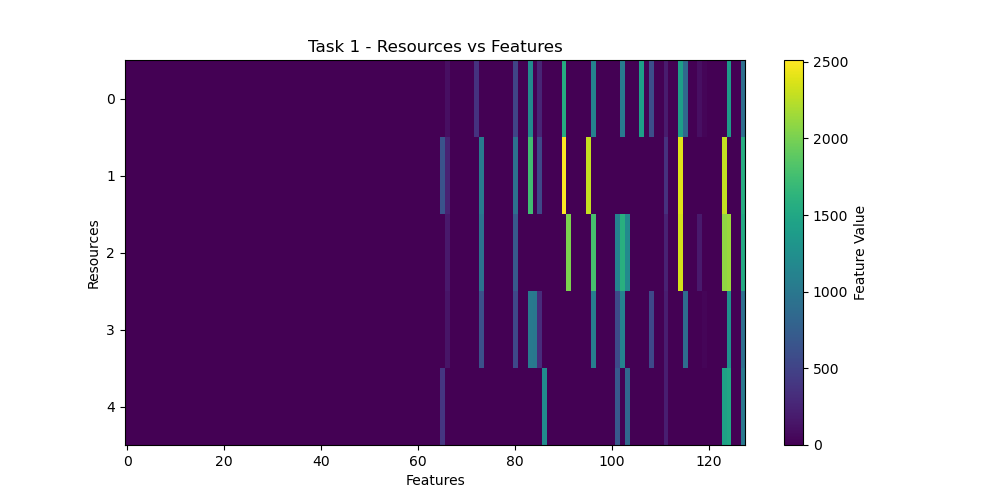 Task 1 - Resources vs Features
Resources
0
1
2
3
4
0 20 40 60 80 100 120
Features
2500
2000
1500
1000
500
0
Feature Value